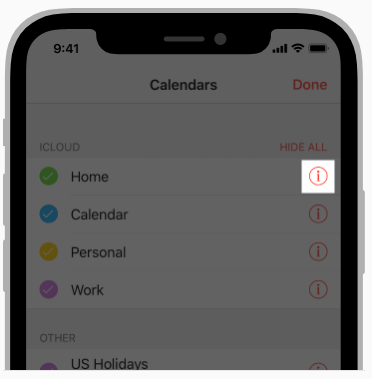 9:41
Calendars Done
ICLOUD HIDE ALL
Home
Calendar
Personal
Work
OTHER
US Holidays